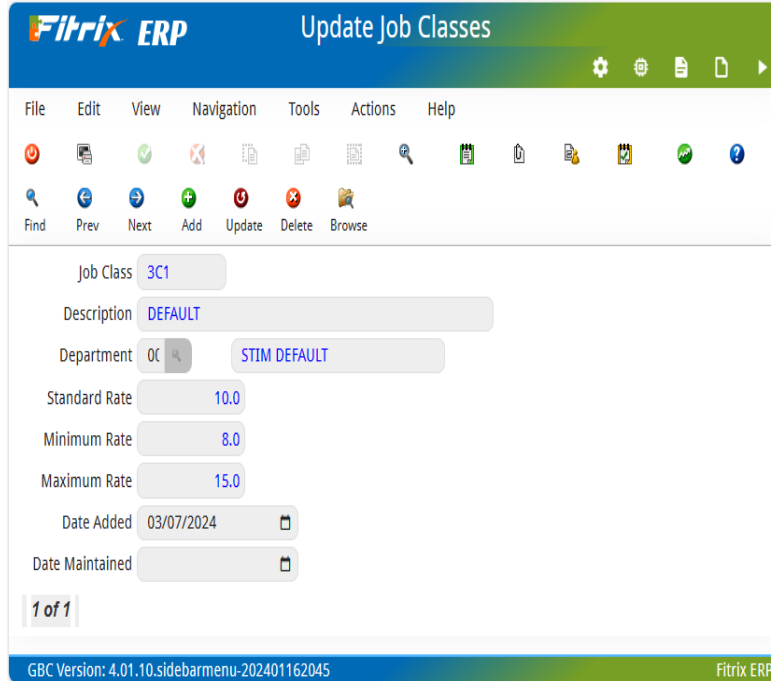 Fitrix ERP Update Job Classes
File Edit View Navigation Tools Actions Help
Find Prev Next Add Update Delete Browse
Job Class 3C1
Description DEFAULT
Department STIM DEFAULT
Standard Rate 10.0
Minimum Rate 8.0
Maximum Rate 15.0
Date Added 03/07/2024
Date Maintained
1 of 1
GBC Version: 4.01.10.sidebarmenu-202401162045 Fitrix ERP